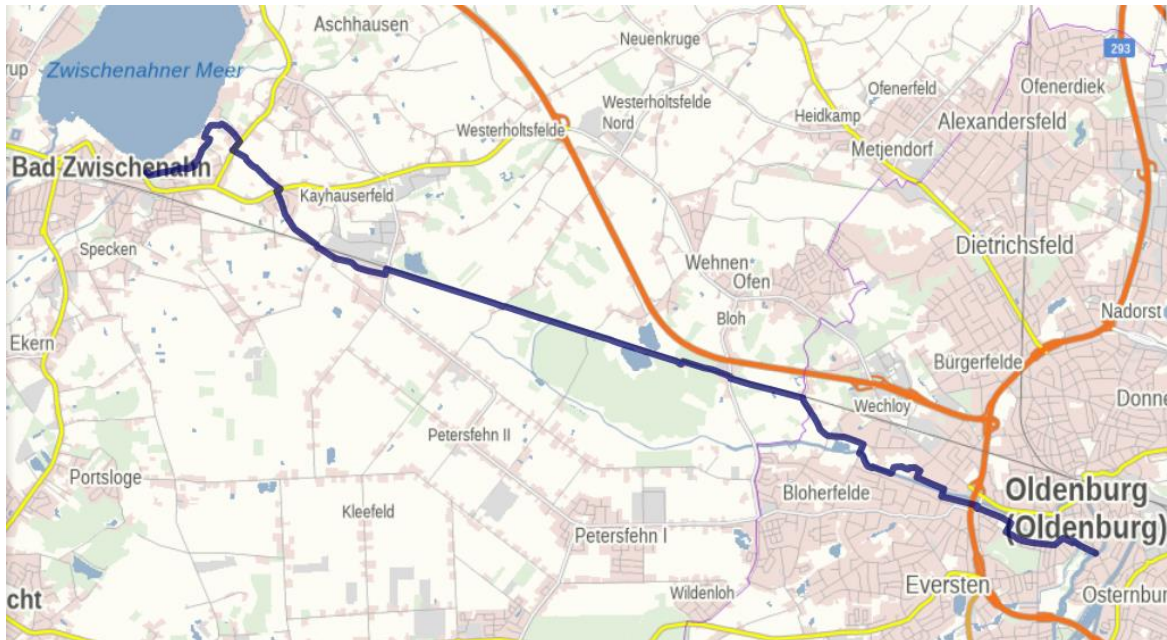 Aschhausen
Neuenkruge
293
Zwischenahner Meer
Ofenerfeld
Ofenerdiek
Westerholtsfelde
Nord
Heidkamp
Alexandersfeld
Westerholtsfelde
Metjendorf
Bad Zwischenahn
Kayhauserfeld
Specken
Dietrichsfeld
Wehnen
Ofen
Nadorst
Bloh
Ekern
Bürgerfelde
Wechloy
Donne
Petersfehn II
Portsloge
Bloherfelde
Oldenburg
(Oldenburg)
Kleefeld
Petersfehn I
Eversten
Wildenloh
Osternbur
cht